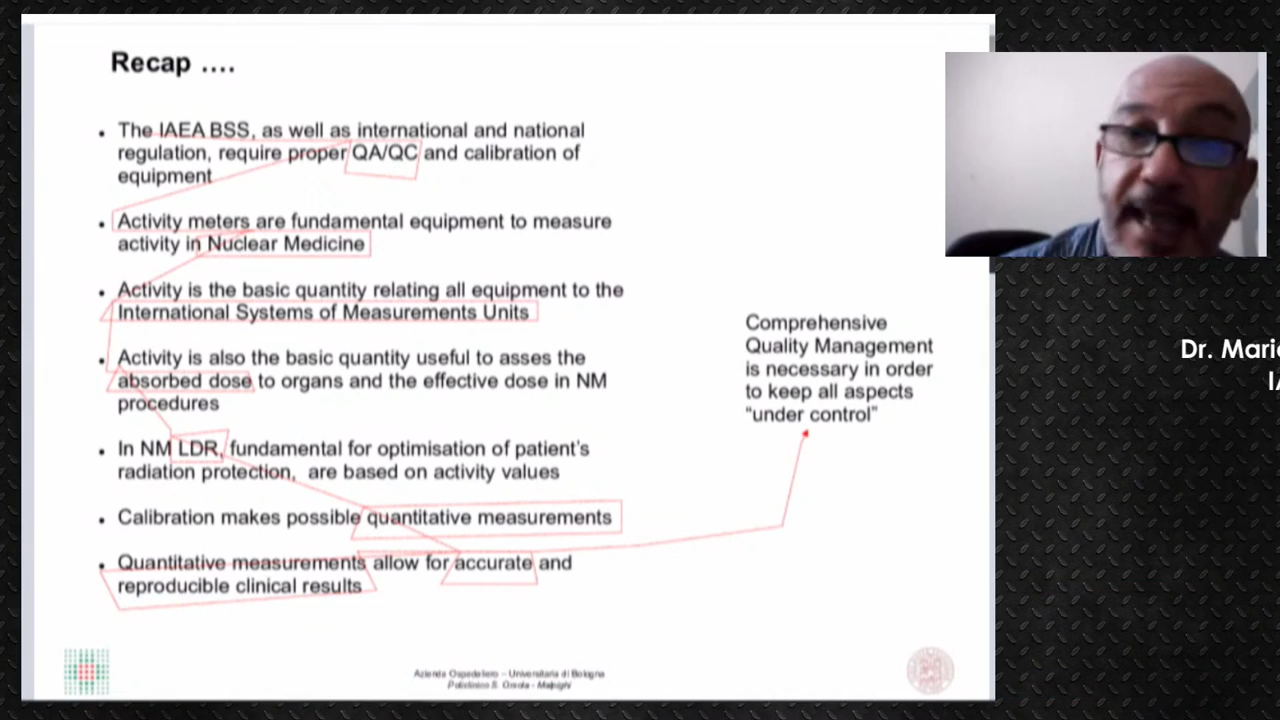 Recap ....
• The IAEA BSS, as well as international and national
regulation, require proper QA/QC and calibration of
equipment
• Activity meters are fundamental equipment to measure
activity in Nuclear Medicine
• Activity is the basic quantity relating all equipment to the
International Systems of Measurements Units
• Activity is also the basic quantity useful to asses the
absorbed dose to organs and the effective dose in NM
procedures
• In NM LDR, fundamental for optimisation of patient's
radiation protection, are based on activity values
• Calibration makes possible quantitative measurements
• Quantitative measurements allow for accurate and
reproducible clinical results
Comprehensive
Quality Management
is necessary in order
to keep all aspects
"under control"
Dr. Mario
Azienda Ospedaliero – Universitaria di Bologna
Policlinico S. Orsola - Malpighi